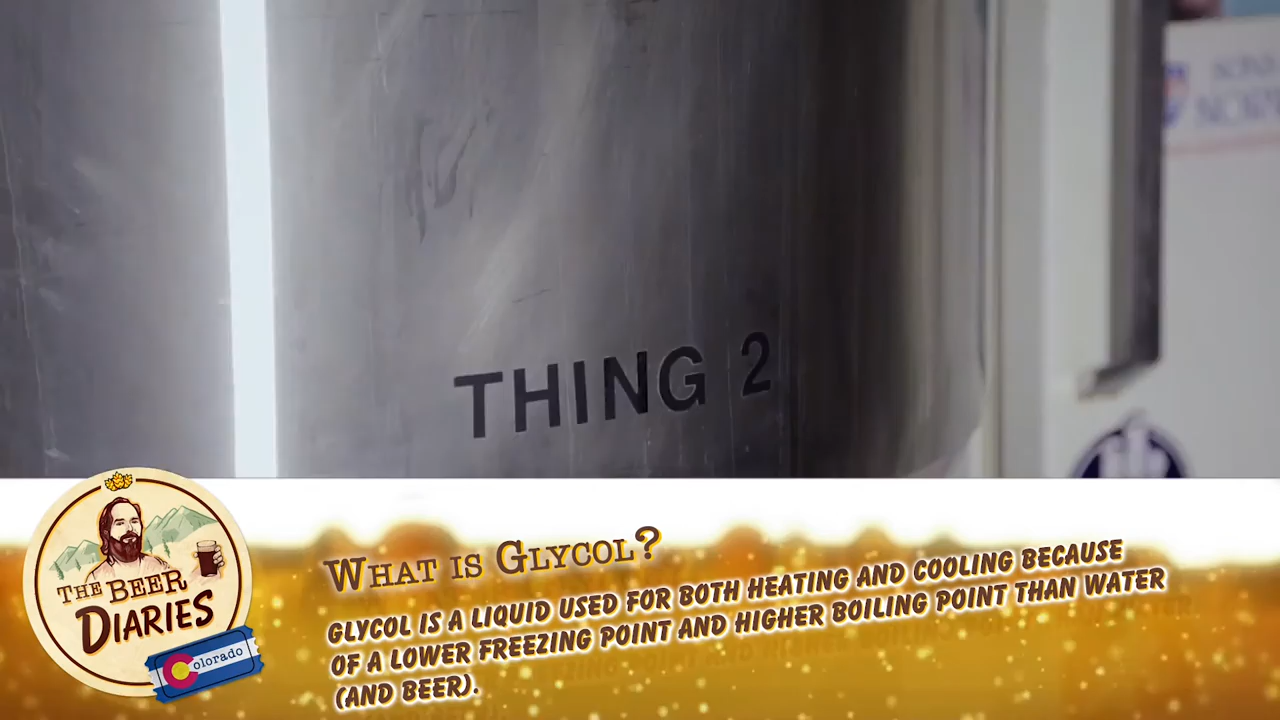 THING 2
THE BEER
DIARIES
Colorado
WHAT IS GLYCOL?
GLYCOL IS A LIQUID USED FOR BOTH HEATING AND COOLING BECAUSE
OF A LOWER FREEZING POINT AND HIGHER BOILING POINT THAN WATER
(AND BEER).